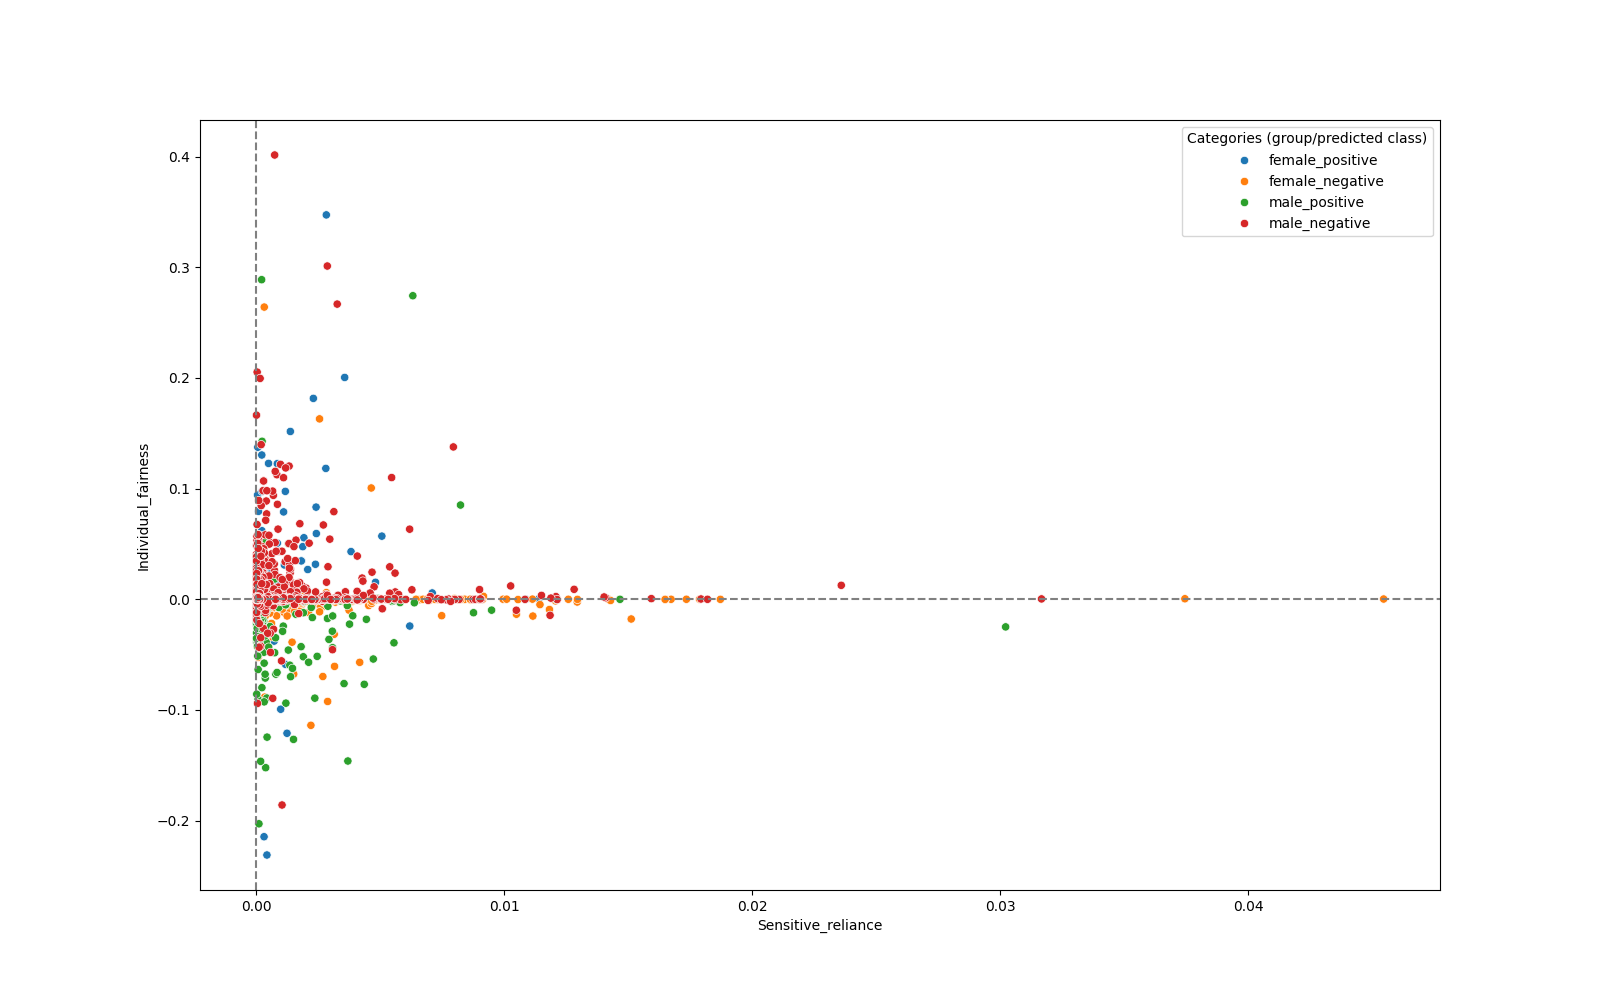 Categories (group/predicted class)
female_positive
female_negative
male_positive
male_negative
Individual_fairness
0.4
0.3
0.2
0.1
0.0
−0.1
−0.2
0.00
0.01
0.02
0.03
0.04
Sensitive_reliance